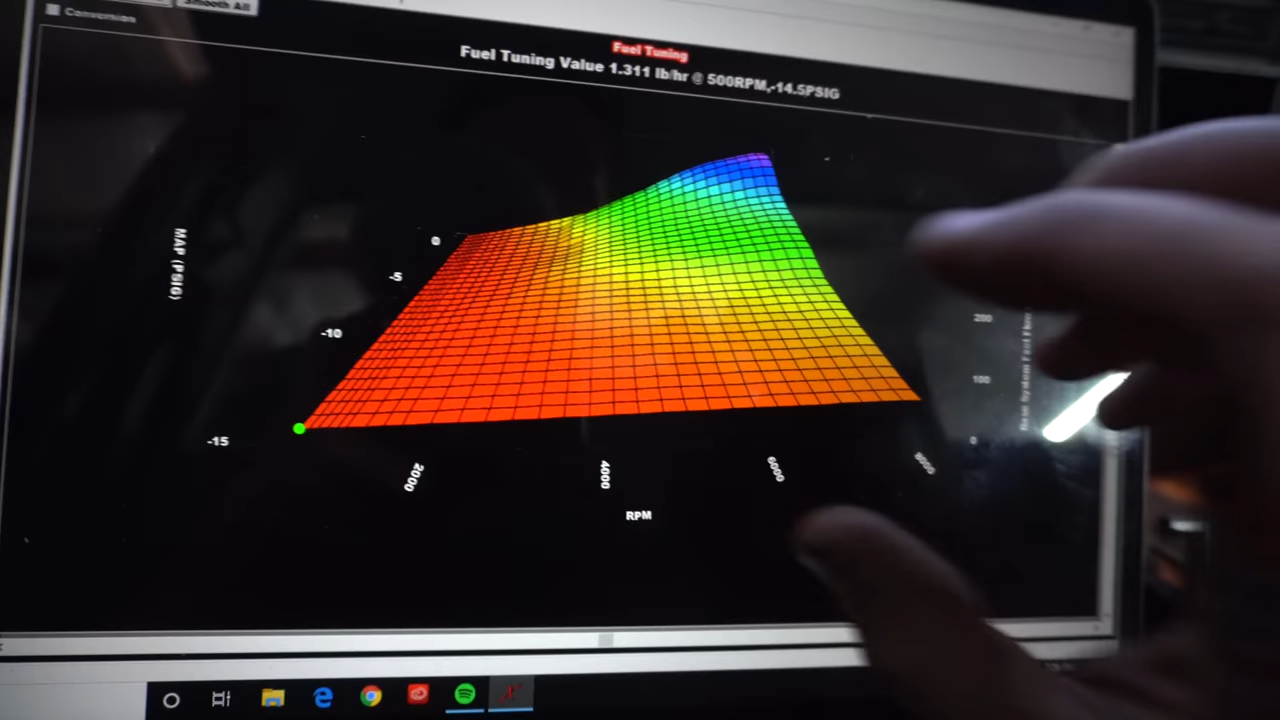 Smooth All
Conversion
Fuel Tuning
Fuel Tuning Value 1.311 lb/hr @ 500RPM,-14.5PSIG
MAP (PSIG)
0
-5
-10
-15
2000
4000
6000
8000
RPM
200
100
0